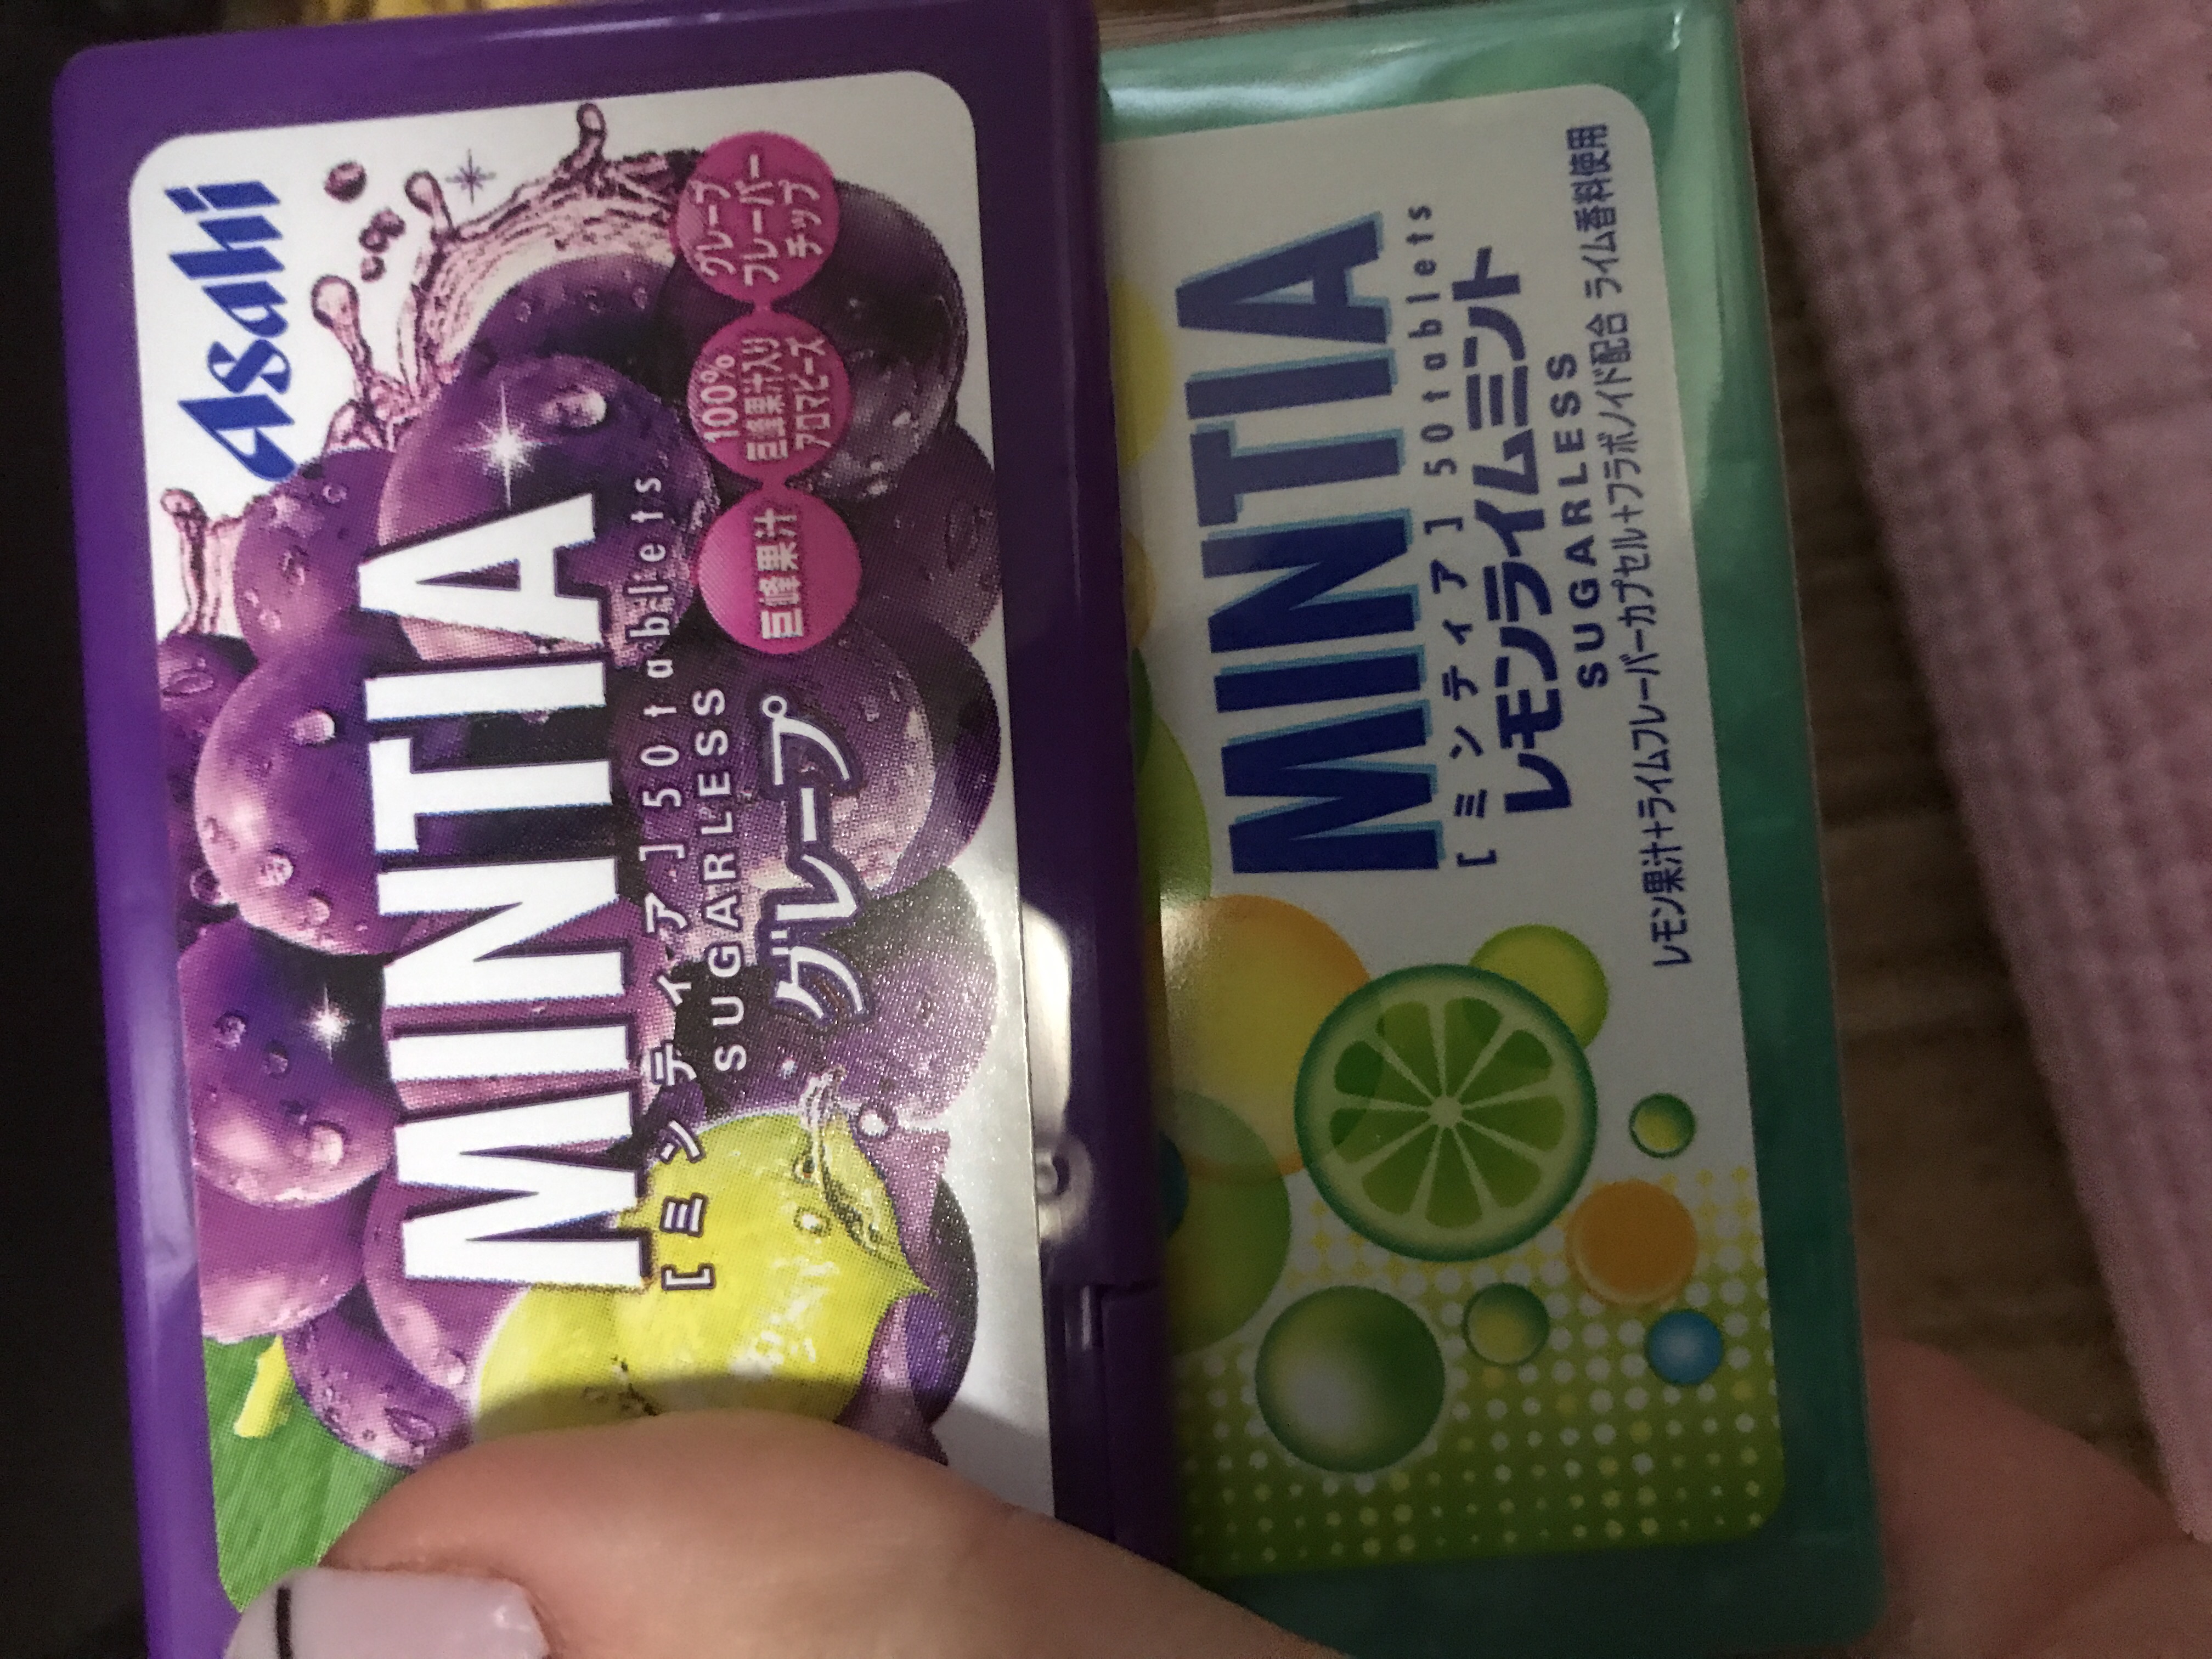 Asahi
MINTIA
[ミンティア] 50tablets
SUGARLESS
グレープ
巨峰果汁
100%
巨峰果汁入り
アロマビーズ
グレープ
フレーバー
チップ
MINTIA
[ミンティア] 50tablets
レモンライムミント
SUGARLESS
レモン果汁+ライムフレーバーカプセル+フラボノイド配合 ライム香料使用